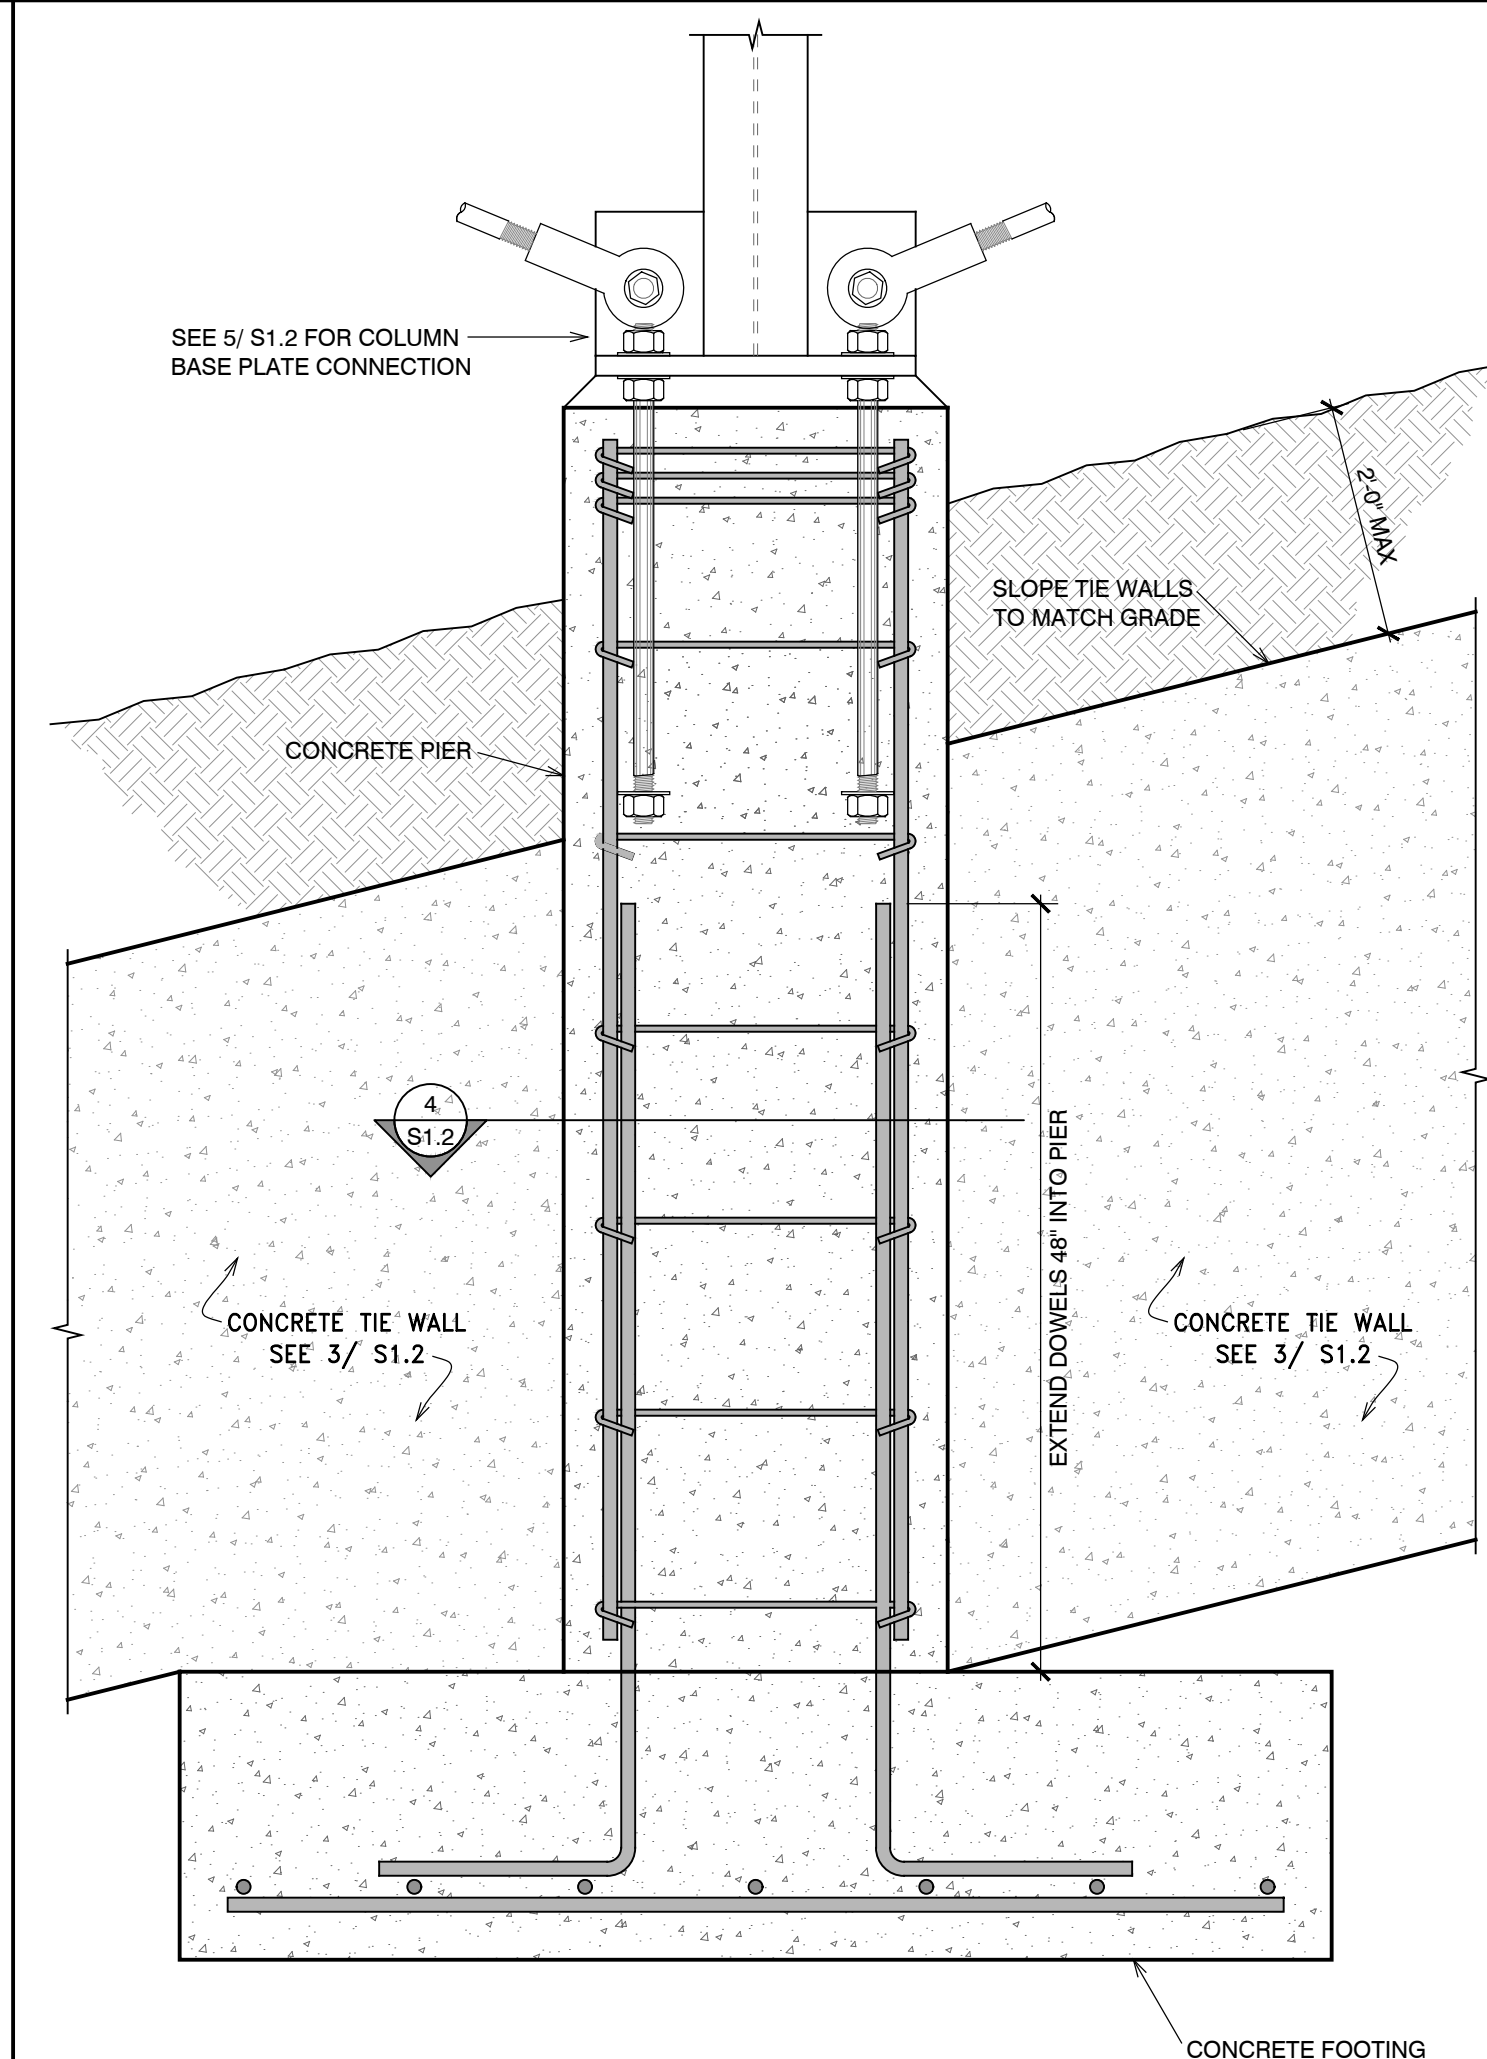 SEE 5/ S1.2 FOR COLUMN
BASE PLATE CONNECTION
2'-0" MAX
SLOPE TIE WALLS
TO MATCH GRADE
CONCRETE PIER
4
S1.2
EXTEND DOWELS 48" INTO PIER
CONCRETE TIE WALL
SEE 3/ S1.2
CONCRETE TIE WALL
SEE 3/ S1.2
CONCRETE FOOTING